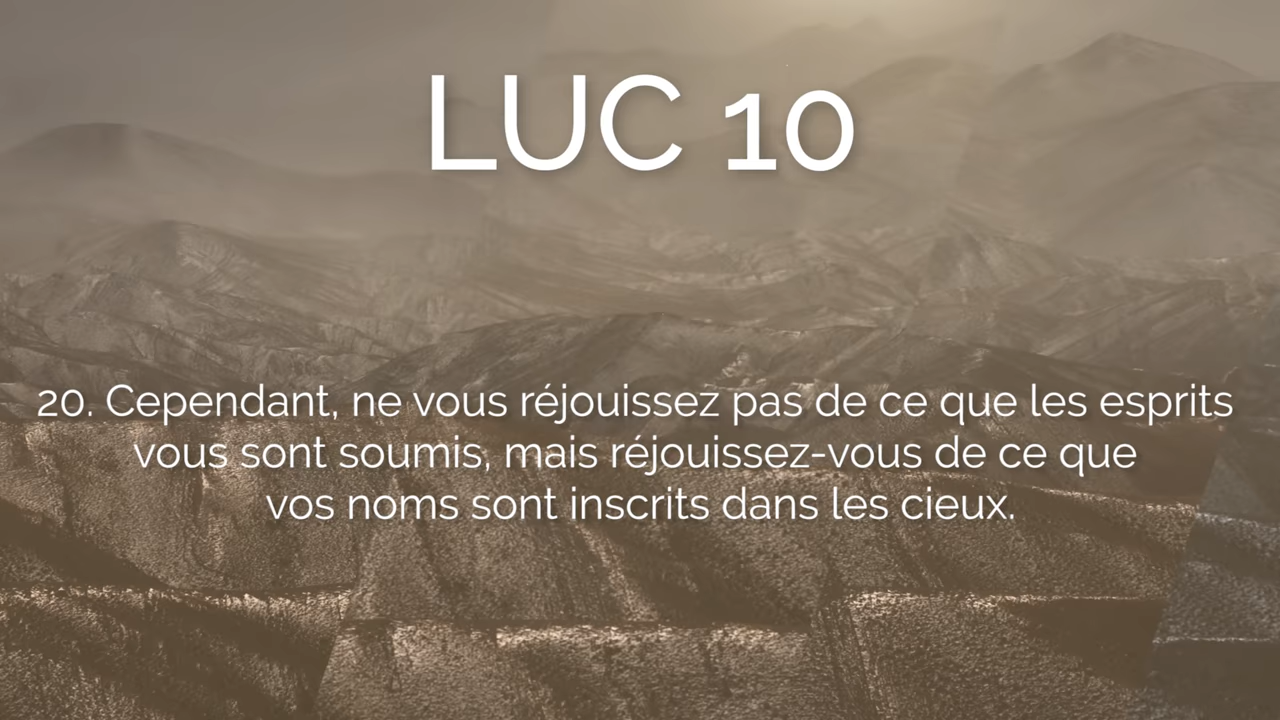 LUC 10
20. Cependant, ne vous réjouissez pas de ce que les esprits
vous sont soumis, mais réjouissez-vous de ce que
vos noms sont inscrits dans les cieux.